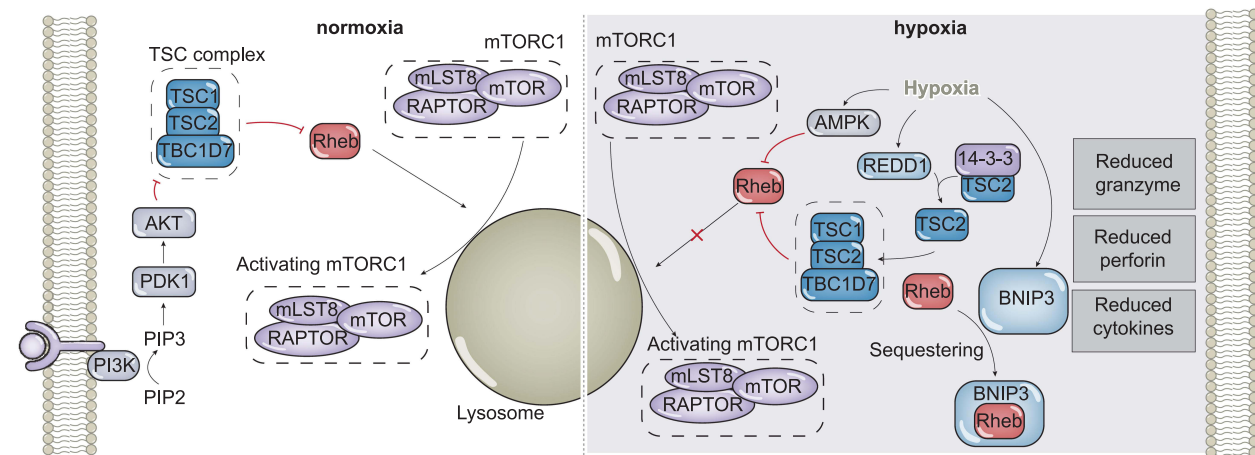 normoxia
TSC complex
TSC1
TSC2
TBC1D7
Rheb
mTORC1
mLST8
mTOR
RAPTOR
AKT
PDK1
PIP3
PI3K
PIP2
Activating mTORC1
mLST8
mTOR
RAPTOR
Lysosome
hypoxia
mTORC1
mLST8
mTOR
RAPTOR
Hypoxia
AMPK
REDD1
14-3-3
TSC2
Rheb
TSC2
TSC1
TSC2
TBC1D7
Rheb
BNIP3
Sequestering
BNIP3
Rheb
Activating mTORC1
mLST8
mTOR
RAPTOR
Reduced
granzyme
Reduced
perforin
Reduced
cytokines